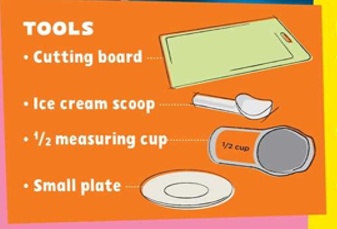 TOOLS
• Cutting board
• Ice cream scoop
• 1/2 measuring cup
1/2 cup
• Small plate